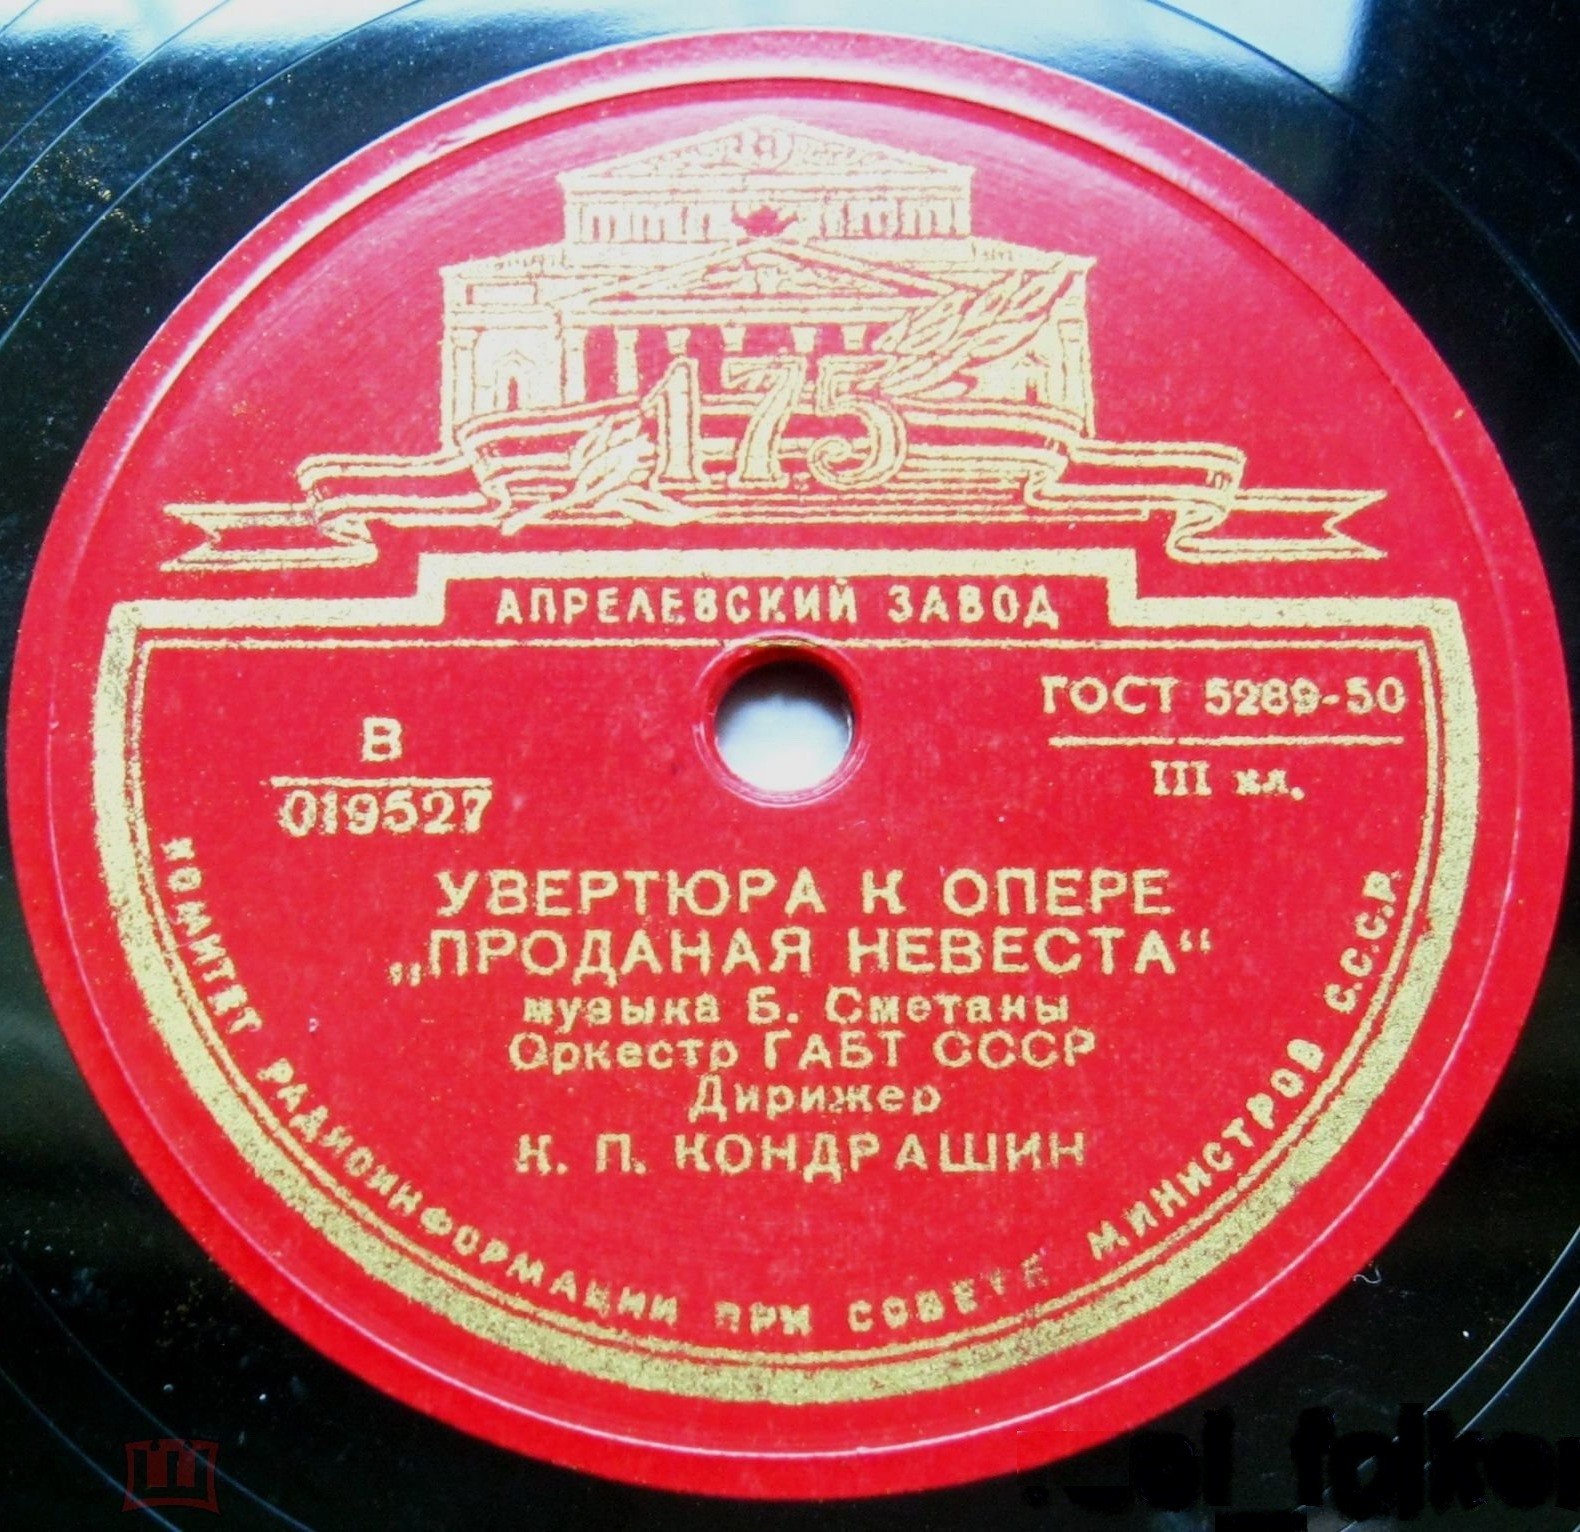 175
АПРЕЛЕВСКИЙ ЗАВОД
ГОСТ 5289-50
III кл.
В
019527
УВЕРТЮРА К ОПЕРЕ
„ПРОДАНАЯ НЕВЕСТА“
музыка Б. Сметаны
Оркестр ГАБТ СССР
Дирижер
К. П. КОНДРАШИН
КОМИТЕТ РАДИОИНФОРМАЦИИ ПРИ СОВЕТЕ МИНИСТРОВ С.С.С.Р.